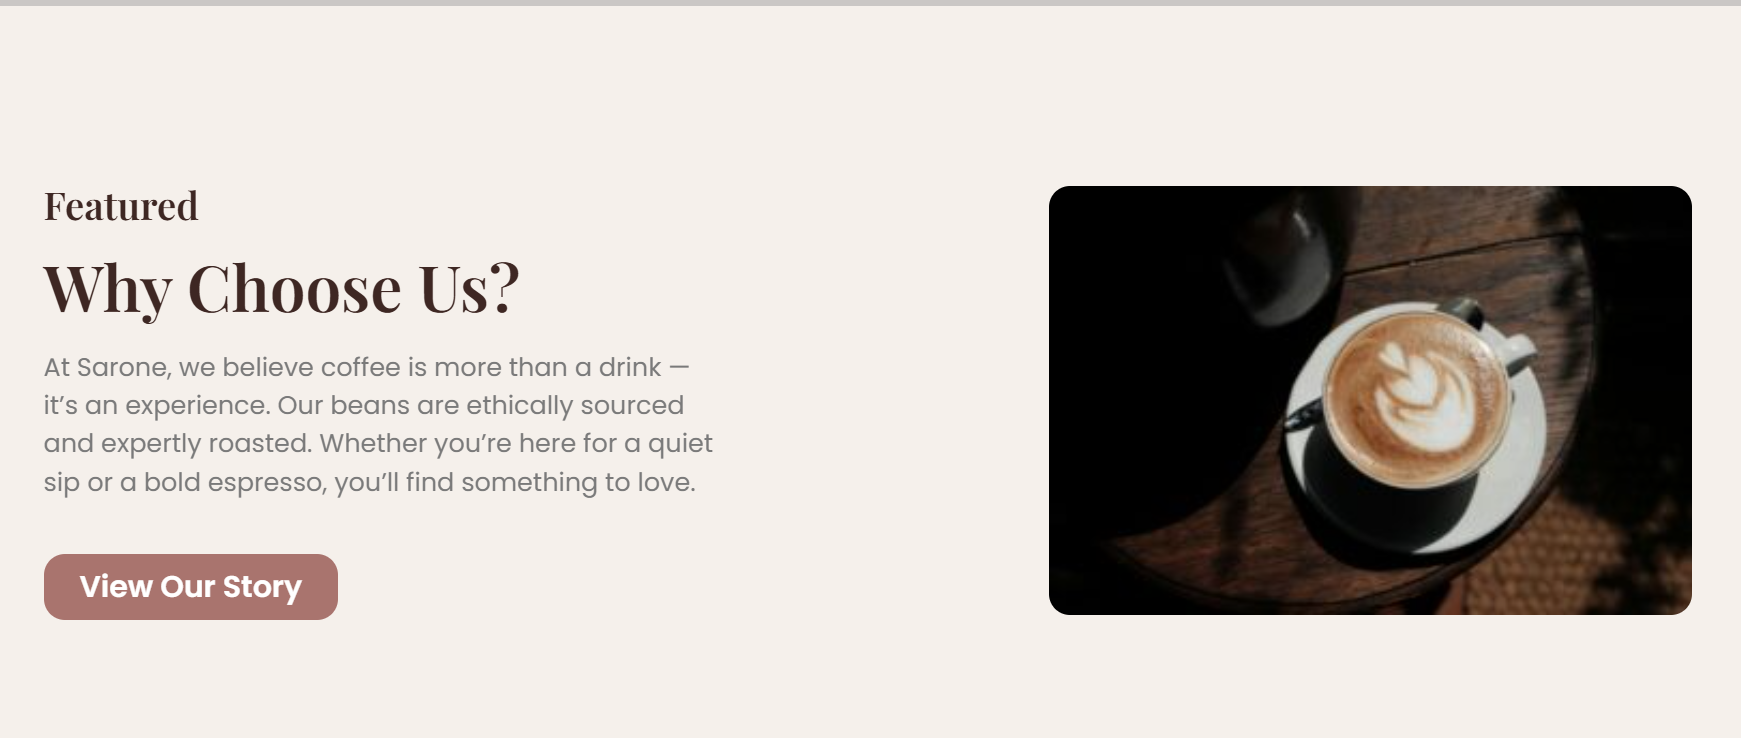 Featured
Why Choose Us?
At Sarone, we believe coffee is more than a drink —
it’s an experience. Our beans are ethically sourced
and expertly roasted. Whether you’re here for a quiet
sip or a bold espresso, you’ll find something to love.
View Our Story